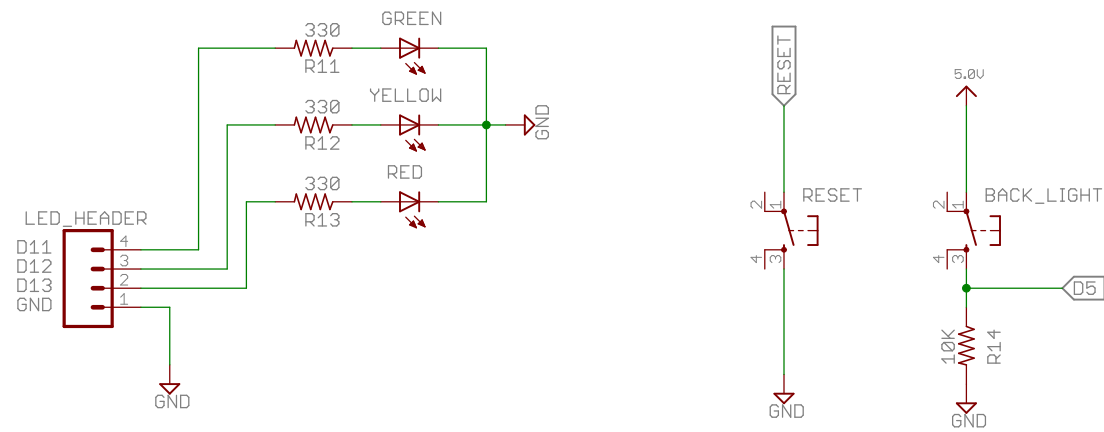 GREEN
330
R11
YELLOW
330
R12
GND
RED
330
R13
LED_HEADER
D11
4
D12
3
D13
2
GND
1
GND
RESET
RESET
2
1
4
3
GND
5.0V
BACK_LIGHT
2
1
4
3
D5
10K
R14
GND